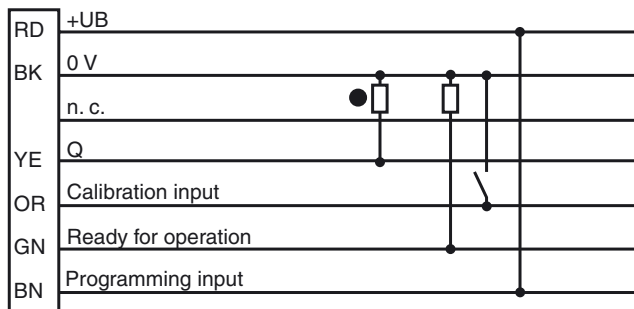 RD +UB
BK 0 V
n. c.
YE Q
OR Calibration input
GN Ready for operation
BN Programming input